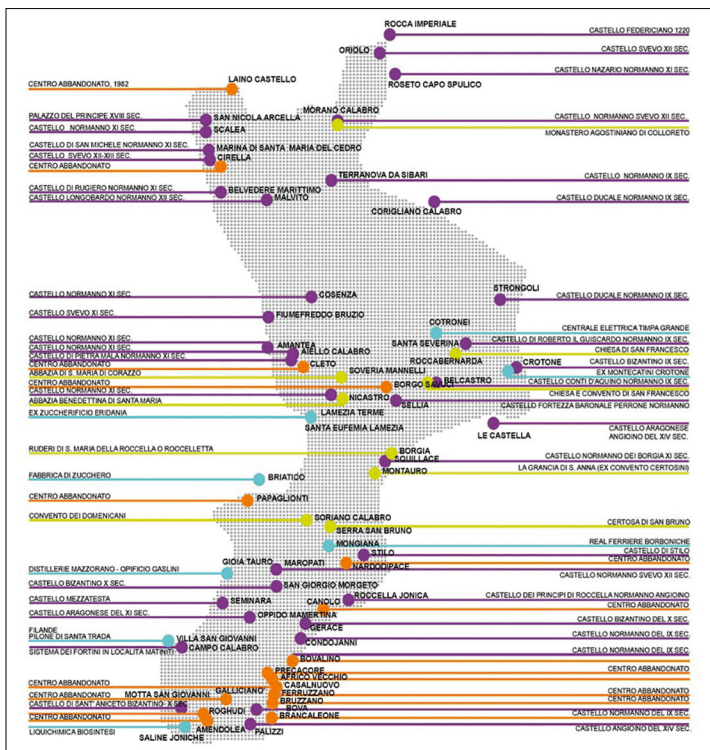 ROCCA IMPERIALE
CASTELLO FEDERICIANO 1220
ORIOLO
CASTELLO SVEVO XII SEC.
ROSETO CAPO SPULICO
CASTELLO NAZARIO NORMANNO XI SEC.
LAINO CASTELLO
CENTRO ABBANDONATO, 1982
MORANO CALABRO
PALAZZO DEL PRINCIPE XVIII SEC.
SAN NICOLA ARCELLA
CASTELLO NORMANNO SVEVO XII SEC.
CASTELLO NORMANNO XI SEC.
SCALEA
MONASTERO AGOSTINIANO DI COLLORETO
CASTELLO DI SAN MICHELE NORMANNO XI SEC.
MARINA DI SANTA MARIA DEL CEDRO
CASTELLO SVEVO XII-XIII SEC.
CIRELLA
CENTRO ABBANDONATO
TERRANOVA DA SIBARI
CASTELLO NORMANNO IX SEC.
CASTELLO DI RUGIERO NORMANNO XI SEC.
BELVEDERE MARITTIMO
CASTELLO LONGOBARDO NORMANNO XII SEC.
MALVITO
CASTELLO DUCALE NORMANNO IX SEC.
CORIGLIANO CALABRO
STRONGOLI
CASTELLO NORMANNO XI SEC.
COSENZA
CASTELLO DUCALE NORMANNO IX SEC.
CASTELLO SVEVO XI SEC.
FIUMEFREDDO BRUZIO
COTRONEI
CENTRALE ELETTRICA TIMPA GRANDE
CASTELLO NORMANNO XI SEC.
AMANTEA
SANTA SEVERINA
CASTELLO DI ROBERTO IL GUISCARDO NORMANNO IX SEC.
CASTELLO NORMANNO XI SEC.
AIELLO CALABRO
CHIESA DI SAN FRANCESCO
CASTELLO DI PIETRA MALA NORMANNO XI SEC.
ROCCABERNARDA
CROTONE
CASTELLO BIZANTINO IX SEC.
CENTRO ABBANDONATO
CLETO
EX MONTECATINI CROTONE
ABBAZIA DI S. MARIA DI CORAZZO
SOVERIA MANNELLI
BELCASTRO
CASTELLO CONTI D'AQUINO NORMANNO IX SEC.
CENTRO ABBANDONATO
CASTELLO NORMANNO XI SEC.
CHIESA E CONVENTO DI SAN FRANCESCO
ABBAZIA BENEDETTINA DI SANTA MARIA
NICASTRO
SELLIA
CASTELLO FORTEZZA BARONALE PERRONE NORMANNO
EX ZUCCHERIFICIO ERIDANIA
LAMEZIA TERME
SANTA EUFEMIA LAMEZIA
LE CASTELLA
CASTELLO ARAGONESE
ANGIOINO DEL XIV SEC.
RUDERI DI S. MARIA DELLA ROCCELLA O ROCCELLETTA
BORGIA
SQUILLACE
CASTELLO NORMANNO DEI BORGIA XI SEC.
MONTAURO
LA GRANCIA DI S. ANNA (EX CONVENTO CERTOSINI)
FABBRICA DI ZUCCHERO
BRIATICO
CENTRO ABBANDONATO
PAPAGLIONTI
CONVENTO DEI DOMENICANI
SORIANO CALABRO
CERTOSA DI SAN BRUNO
SERRA SAN BRUNO
MONGIANA
REAL FERRIERE BORBONICHE
STILO
CASTELLO DI STILO
GIOIA TAURO
MAROPATI
NARDODIPACE
CENTRO ABBANDONATO
DISTILLERIE MAZZORANO - OPIFICIO GASLINI
CASTELLO NORMANNO SVEVO XII SEC.
CASTELLO BIZANTINO X SEC.
SAN GIORGIO MORGETO
CASTELLO MEZZATESTA
SEMINARA
CANOLO
ROCCELLA JONICA
CASTELLO DEI PRINCIPI DI ROCCELLA NORMANNO ANGIOINO
CENTRO ABBANDONATO
CASTELLO ARAGONESE DEL XI SEC.
OPPIDO MAMERTINA
GERACE
CASTELLO BIZANTINO DEL X SEC.
FILANDE
PILONE DI SANTA TRADA
VILLA SAN GIOVANNI
CONDOJANNI
CASTELLO NORMANNO DEL IX SEC.
CAMPO CALABRO
SISTEMA DEI FORTINI IN LOCALITA MATINITI
CASTELLO NORMANNO DEL IX SEC.
BOVALINO
PRECACORE
CENTRO ABBANDONATO
AFRICO VECCHIO
CENTRO ABBANDONATO
CASALNUOVO
GALLICIANO'
CENTRO ABBANDONATO
MOTTA SAN GIOVANNI
FERRUZZANO
CENTRO ABBANDONATO
CASTELLO DI SANT' ANICETO BIZANTINO- X SEC.
BRUZZANO
CENTRO ABBANDONATO
BOVA
ROGHUDI
BRANCALEONE
CASTELLO NORMANNO DEL IX SEC.
CENTRO ABBANDONATO
CENTRO ABBANDONATO
LIQUICHIMICA BIOSINTESI
SALINE JONICHE
AMENDOLEA
PALIZZI
CASTELLO ANGIOINO DEL XIV SEC.